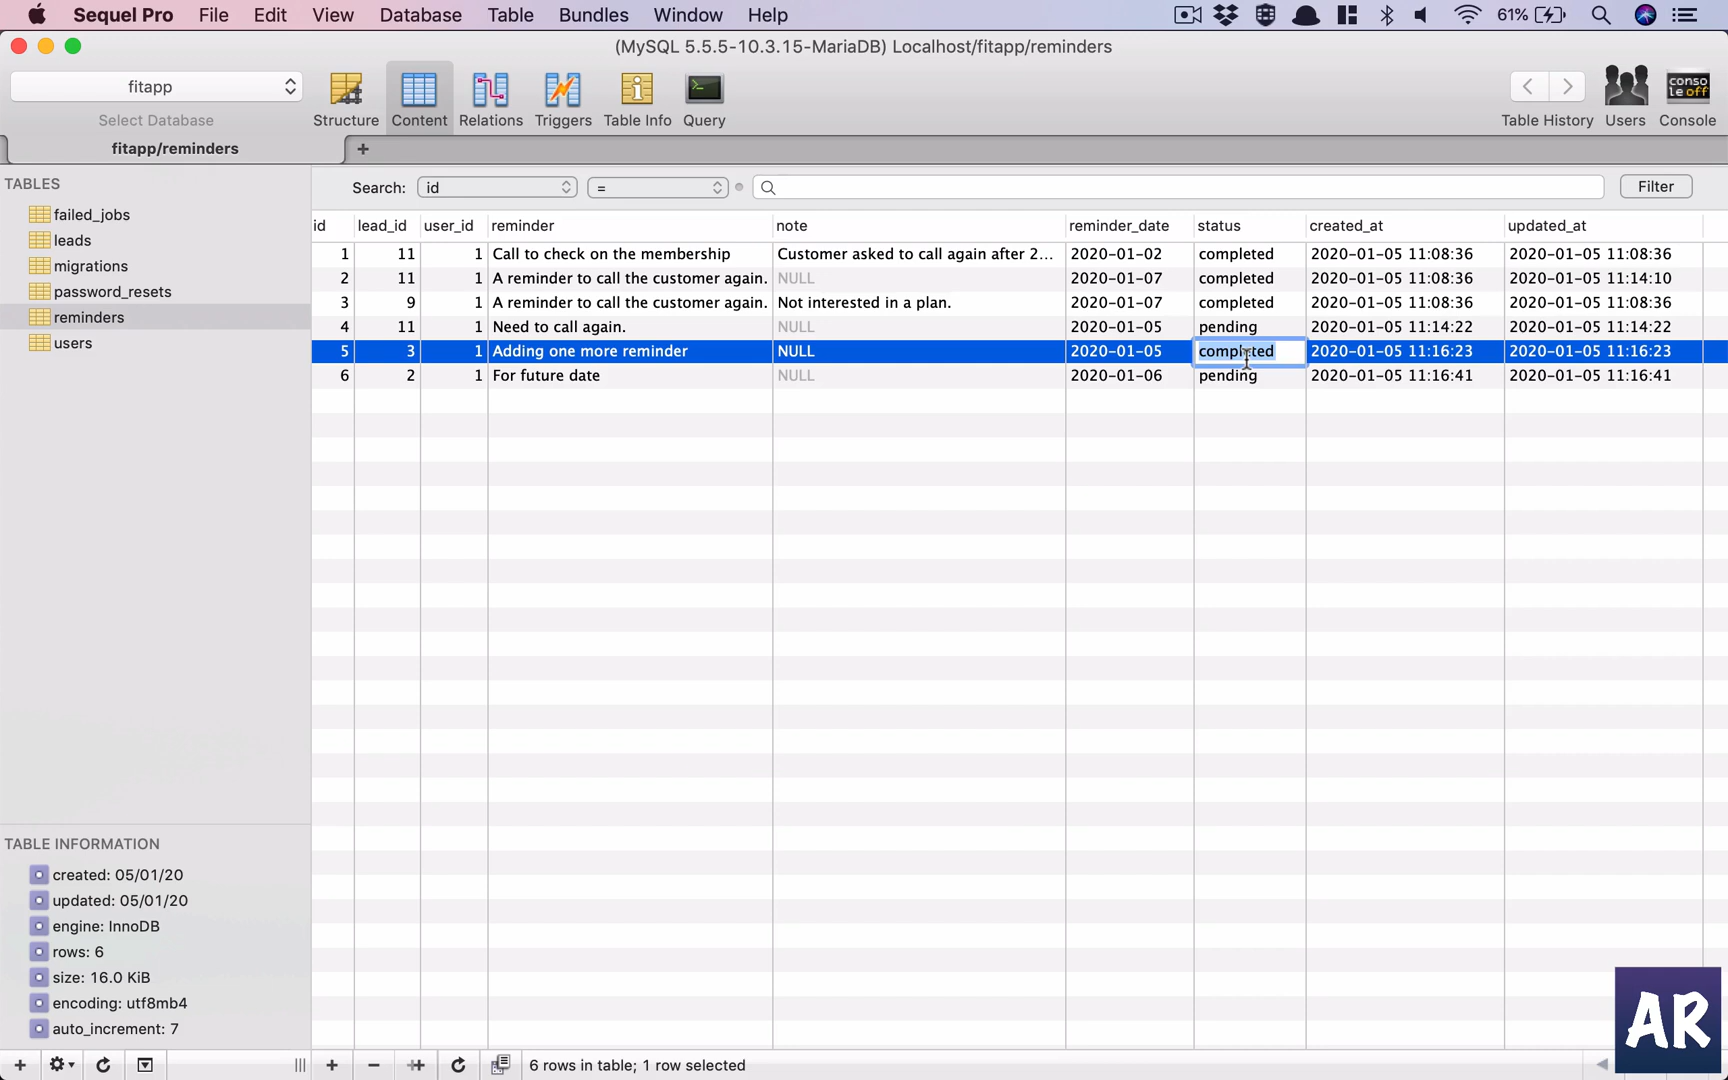 Sequel Pro File Edit View Database Table Bundles Window Help 61%
(MySQL 5.5.5-10.3.15-MariaDB) Localhost/fitapp/reminders
fitapp
Select Database
Structure Content Relations Triggers Table Info Query
Table History Users Console
conso
le off
fitapp/reminders +
TABLES
failed_jobs
leads
migrations
password_resets
reminders
users
Search: id = Filter
id lead_id user_id reminder note reminder_date status created_at updated_at
1 11 1 Call to check on the membership Customer asked to call again after 2... 2020-01-02 completed 2020-01-05 11:08:36 2020-01-05 11:08:36
2 11 1 A reminder to call the customer again. NULL 2020-01-07 completed 2020-01-05 11:08:36 2020-01-05 11:14:10
3 9 1 A reminder to call the customer again. Not interested in a plan. 2020-01-07 completed 2020-01-05 11:08:36 2020-01-05 11:08:36
4 11 1 Need to call again. NULL 2020-01-05 pending 2020-01-05 11:14:22 2020-01-05 11:14:22
5 3 1 Adding one more reminder NULL 2020-01-05 completed 2020-01-05 11:16:23 2020-01-05 11:16:23
6 2 1 For future date NULL 2020-01-06 pending 2020-01-05 11:16:41 2020-01-05 11:16:41
TABLE INFORMATION
created: 05/01/20
updated: 05/01/20
engine: InnoDB
rows: 6
size: 16.0 KiB
encoding: utf8mb4
auto_increment: 7
6 rows in table; 1 row selected
AR